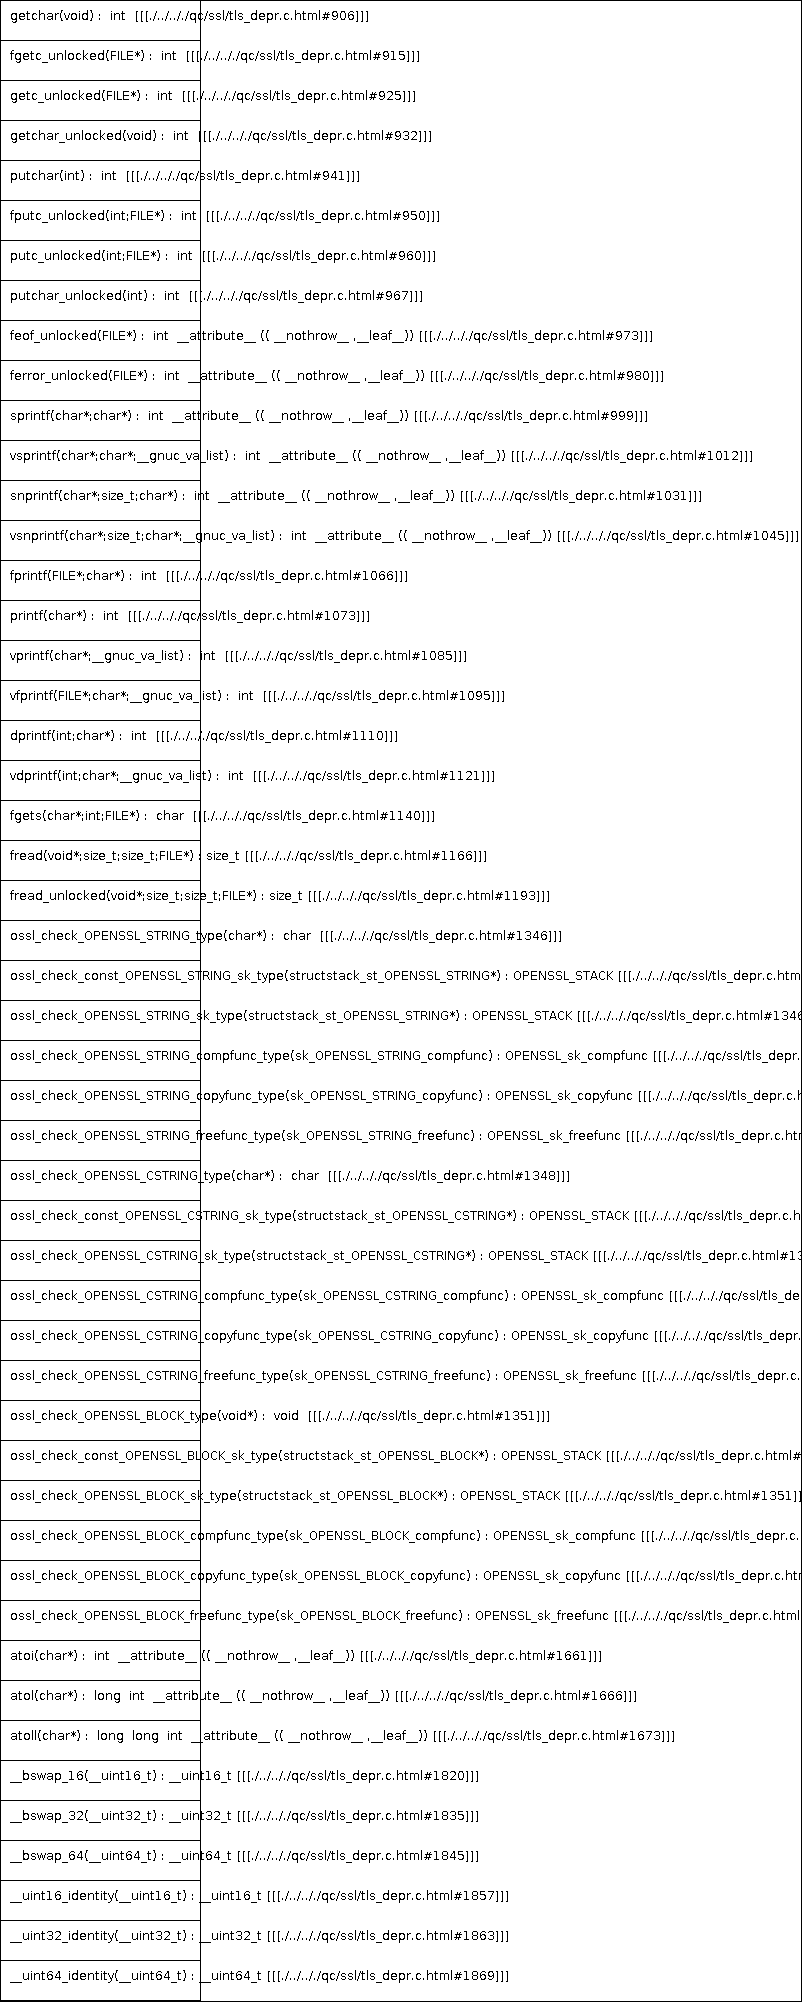 getchar(void) : int [[[./../.././qc/ssl/tls_depr.c.html#906]]]
fgetc_unlocked(FILE*) : int [[[./../.././qc/ssl/tls_depr.c.html#915]]]
getc_unlocked(FILE*) : int [[[./../.././qc/ssl/tls_depr.c.html#925]]]
getchar_unlocked(void) : int [[[./../.././qc/ssl/tls_depr.c.html#932]]]
putchar(int) : int [[[./../.././qc/ssl/tls_depr.c.html#941]]]
fputc_unlocked(int;FILE*) : int [[[./../.././qc/ssl/tls_depr.c.html#950]]]
putc_unlocked(int;FILE*) : int [[[./../.././qc/ssl/tls_depr.c.html#960]]]
putchar_unlocked(int) : int [[[./../.././qc/ssl/tls_depr.c.html#967]]]
feof_unlocked(FILE*) : int __attribute__ (( __nothrow__ ,__leaf__)) [[[./../.././qc/ssl/tls_depr.c.html#973]]]
ferror_unlocked(FILE*) : int __attribute__ (( __nothrow__ ,__leaf__)) [[[./../.././qc/ssl/tls_depr.c.html#980]]]
sprintf(char*;char*) : int __attribute__ (( __nothrow__ ,__leaf__)) [[[./../.././qc/ssl/tls_depr.c.html#999]]]
vsprintf(char*;char*;__gnuc_va_list) : int __attribute__ (( __nothrow__ ,__leaf__)) [[[./../.././qc/ssl/tls_depr.c.html#1012]]]
snprintf(char*;size_t;char*) : int __attribute__ (( __nothrow__ ,__leaf__)) [[[./../.././qc/ssl/tls_depr.c.html#1031]]]
vsnprintf(char*;size_t;char*;__gnuc_va_list) : int __attribute__ (( __nothrow__ ,__leaf__)) [[[./../.././qc/ssl/tls_depr.c.html#1045]]]
fprintf(FILE*;char*) : int [[[./../.././qc/ssl/tls_depr.c.html#1066]]]
printf(char*) : int [[[./../.././qc/ssl/tls_depr.c.html#1073]]]
vprintf(char*;__gnuc_va_list) : int [[[./../.././qc/ssl/tls_depr.c.html#1085]]]
vfprintf(FILE*;char*;__gnuc_va_list) : int [[[./../.././qc/ssl/tls_depr.c.html#1095]]]
dprintf(int;char*) : int [[[./../.././qc/ssl/tls_depr.c.html#1110]]]
vdprintf(int;char*;__gnuc_va_list) : int [[[./../.././qc/ssl/tls_depr.c.html#1121]]]
fgets(char*;int;FILE*) : char [[[./../.././qc/ssl/tls_depr.c.html#1140]]]
fread(void*;size_t;size_t;FILE*) : size_t [[[./../.././qc/ssl/tls_depr.c.html#1166]]]
fread_unlocked(void*;size_t;size_t;FILE*) : size_t [[[./../.././qc/ssl/tls_depr.c.html#1193]]]
ossl_check_OPENSSL_STRING_type(char*) : char [[[./../.././qc/ssl/tls_depr.c.html#1346]]]
ossl_check_const_OPENSSL_STRING_sk_type(structstack_st_OPENSSL_STRING*) : OPENSSL_STACK [[[./../.././qc/ssl/tls_depr.c.htm
ossl_check_OPENSSL_STRING_sk_type(structstack_st_OPENSSL_STRING*) : OPENSSL_STACK [[[./../.././qc/ssl/tls_depr.c.html#1346
ossl_check_OPENSSL_STRING_compfunc_type(sk_OPENSSL_STRING_compfunc) : OPENSSL_sk_compfunc [[[./../.././qc/ssl/tls_depr.
ossl_check_OPENSSL_STRING_copyfunc_type(sk_OPENSSL_STRING_copyfunc) : OPENSSL_sk_copyfunc [[[./../.././qc/ssl/tls_depr.c.h
ossl_check_OPENSSL_STRING_freefunc_type(sk_OPENSSL_STRING_freefunc) : OPENSSL_sk_freefunc [[[./../.././qc/ssl/tls_depr.c.htm
ossl_check_OPENSSL_CSTRING_type(char*) : char [[[./../.././qc/ssl/tls_depr.c.html#1348]]]
ossl_check_const_OPENSSL_CSTRING_sk_type(structstack_st_OPENSSL_CSTRING*) : OPENSSL_STACK [[[./../.././qc/ssl/tls_depr.c.h
ossl_check_OPENSSL_CSTRING_sk_type(structstack_st_OPENSSL_CSTRING*) : OPENSSL_STACK [[[./../.././qc/ssl/tls_depr.c.html#13
ossl_check_OPENSSL_CSTRING_compfunc_type(sk_OPENSSL_CSTRING_compfunc) : OPENSSL_sk_compfunc [[[./../.././qc/ssl/tls_de
ossl_check_OPENSSL_CSTRING_copyfunc_type(sk_OPENSSL_CSTRING_copyfunc) : OPENSSL_sk_copyfunc [[[./../.././qc/ssl/tls_depr.
ossl_check_OPENSSL_CSTRING_freefunc_type(sk_OPENSSL_CSTRING_freefunc) : OPENSSL_sk_freefunc [[[./../.././qc/ssl/tls_depr.c.
ossl_check_OPENSSL_BLOCK_type(void*) : void [[[./../.././qc/ssl/tls_depr.c.html#1351]]]
ossl_check_const_OPENSSL_BLOCK_sk_type(structstack_st_OPENSSL_BLOCK*) : OPENSSL_STACK [[[./../.././qc/ssl/tls_depr.c.html#
ossl_check_OPENSSL_BLOCK_sk_type(structstack_st_OPENSSL_BLOCK*) : OPENSSL_STACK [[[./../.././qc/ssl/tls_depr.c.html#1351]]
ossl_check_OPENSSL_BLOCK_compfunc_type(sk_OPENSSL_BLOCK_compfunc) : OPENSSL_sk_compfunc [[[./../.././qc/ssl/tls_depr.c.
ossl_check_OPENSSL_BLOCK_copyfunc_type(sk_OPENSSL_BLOCK_copyfunc) : OPENSSL_sk_copyfunc [[[./../.././qc/ssl/tls_depr.c.htm
ossl_check_OPENSSL_BLOCK_freefunc_type(sk_OPENSSL_BLOCK_freefunc) : OPENSSL_sk_freefunc [[[./../.././qc/ssl/tls_depr.c.html
atoi(char*) : int __attribute__ (( __nothrow__ ,__leaf__)) [[[./../.././qc/ssl/tls_depr.c.html#1661]]]
atol(char*) : long int __attribute__ (( __nothrow__ ,__leaf__)) [[[./../.././qc/ssl/tls_depr.c.html#1666]]]
atoll(char*) : long long int __attribute__ (( __nothrow__ ,__leaf__)) [[[./../.././qc/ssl/tls_depr.c.html#1673]]]
__bswap_16(__uint16_t) : __uint16_t [[[./../.././qc/ssl/tls_depr.c.html#1820]]]
__bswap_32(__uint32_t) : __uint32_t [[[./../.././qc/ssl/tls_depr.c.html#1835]]]
__bswap_64(__uint64_t) : __uint64_t [[[./../.././qc/ssl/tls_depr.c.html#1845]]]
__uint16_identity(__uint16_t) : __uint16_t [[[./../.././qc/ssl/tls_depr.c.html#1857]]]
__uint32_identity(__uint32_t) : __uint32_t [[[./../.././qc/ssl/tls_depr.c.html#1863]]]
__uint64_identity(__uint64_t) : __uint64_t [[[./../.././qc/ssl/tls_depr.c.html#1869]]]